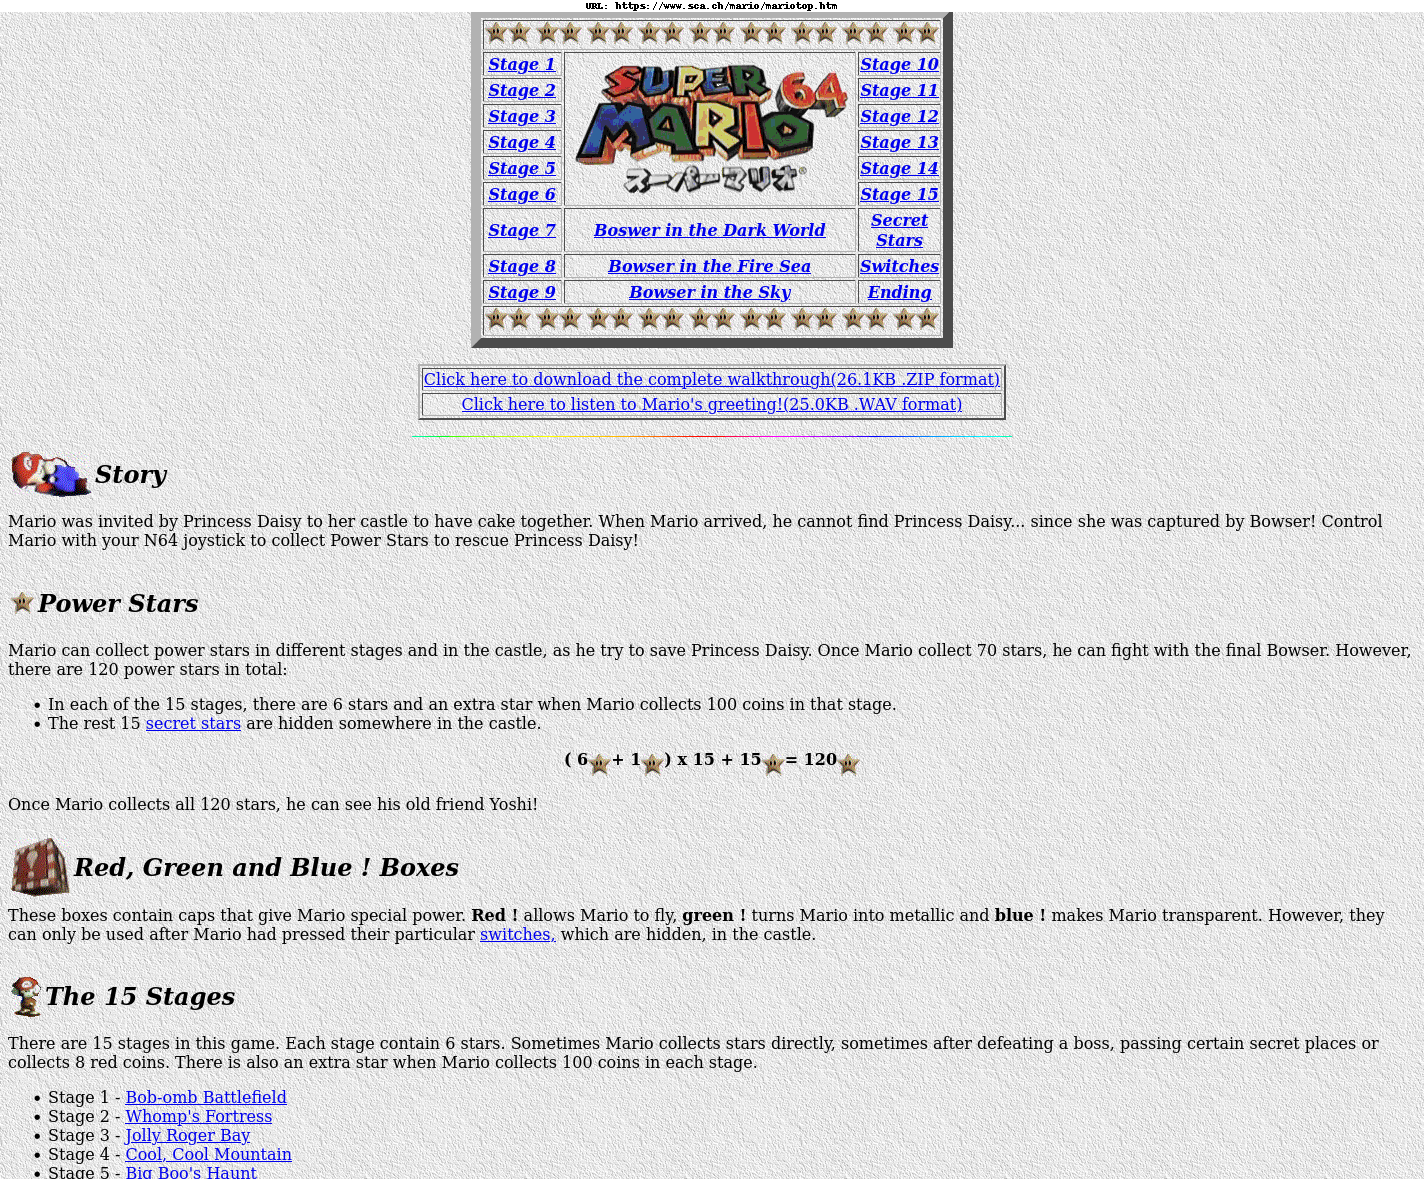 URL: https://www.sca.ch/mario/mariotop.htm
Stage 1
Stage 2
Stage 3
Stage 4
Stage 5
Stage 6
SUPER
MARIO 64
スーパーマリオ®
Stage 10
Stage 11
Stage 12
Stage 13
Stage 14
Stage 15
Stage 7
Boswer in the Dark World
Secret
Stars
Stage 8
Bowser in the Fire Sea
Switches
Stage 9
Bowser in the Sky
Ending
Click here to download the complete walkthrough(26.1KB .ZIP format)
Click here to listen to Mario's greeting!(25.0KB .WAV format)
Story
Mario was invited by Princess Daisy to her castle to have cake together. When Mario arrived, he cannot find Princess Daisy... since she was captured by Bowser! Control
Mario with your N64 joystick to collect Power Stars to rescue Princess Daisy!
Power Stars
Mario can collect power stars in different stages and in the castle, as he try to save Princess Daisy. Once Mario collect 70 stars, he can fight with the final Bowser. However,
there are 120 power stars in total:
• In each of the 15 stages, there are 6 stars and an extra star when Mario collects 100 coins in that stage.
• The rest 15 secret stars are hidden somewhere in the castle.
( 6 + 1 ) x 15 + 15 = 120
Once Mario collects all 120 stars, he can see his old friend Yoshi!
Red, Green and Blue ! Boxes
These boxes contain caps that give Mario special power. Red ! allows Mario to fly, green ! turns Mario into metallic and blue ! makes Mario transparent. However, they
can only be used after Mario had pressed their particular switches, which are hidden, in the castle.
The 15 Stages
There are 15 stages in this game. Each stage contain 6 stars. Sometimes Mario collects stars directly, sometimes after defeating a boss, passing certain secret places or
collects 8 red coins. There is also an extra star when Mario collects 100 coins in each stage.
• Stage 1 - Bob-omb Battlefield
• Stage 2 - Whomp's Fortress
• Stage 3 - Jolly Roger Bay
• Stage 4 - Cool, Cool Mountain
• Stage 5 - Big Boo's Haunt